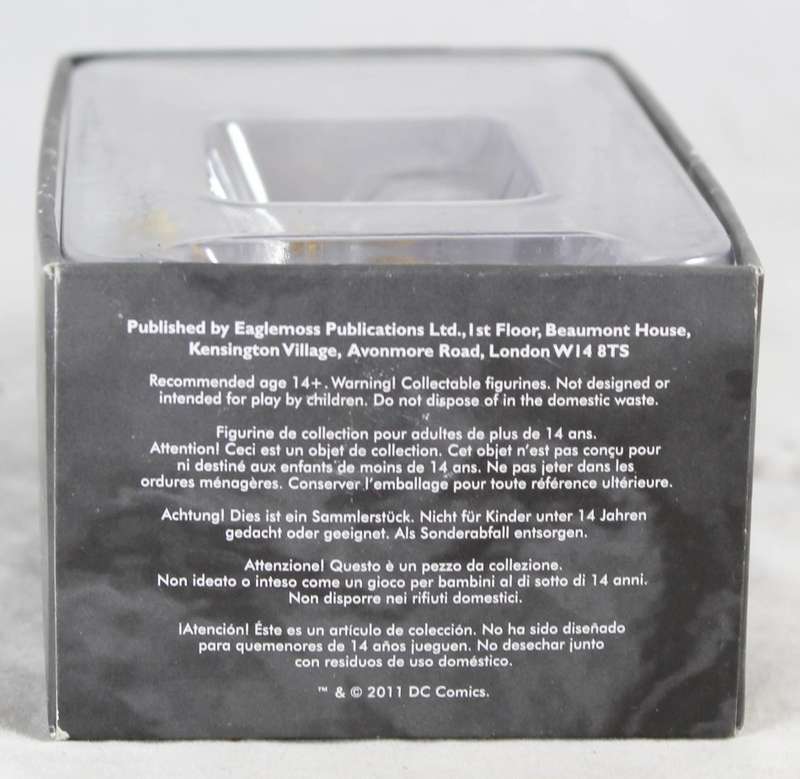 Published by Eaglemoss Publications Ltd.,1st Floor, Beaumont House,
Kensington Village, Avonmore Road, London W14 8TS
Recommended age 14+. Warning! Collectable figurines. Not designed or
intended for play by children. Do not dispose of in the domestic waste.
Figurine de collection pour adultes de plus de 14 ans.
Attention! Ceci est un objet de collection. Cet objet n'est pas conçu pour
ni destiné aux enfants de moins de 14 ans. Ne pas jeter dans les
ordures ménagères. Conserver l'emballage pour toute référence ultérieure.
Achtung! Dies ist ein Sammlerstück. Nicht für Kinder unter 14 Jahren
gedacht oder geeignet. Als Sonderabfall entsorgen.
Attenzione! Questo è un pezzo da collezione.
Non ideato o inteso come un gioco per bambini al di sotto di 14 anni.
Non disporre nei rifiuti domestici.
¡Atención! Éste es un artículo de colección. No ha sido diseñado
para quemenores de 14 años jueguen. No desechar junto
con residuos de uso doméstico.
™ & © 2011 DC Comics.